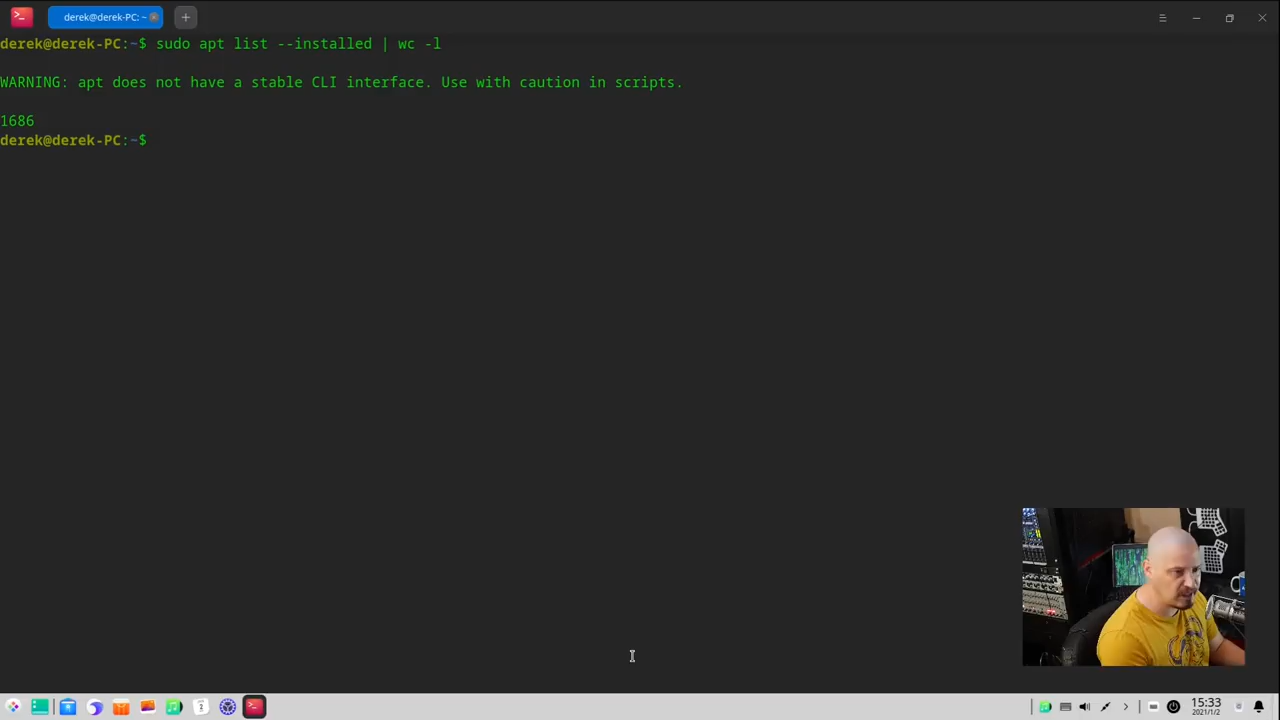 derek@derek-PC: ~
derek@derek-PC:~$ sudo apt list --installed | wc -l
WARNING: apt does not have a stable CLI interface. Use with caution in scripts.
1686
derek@derek-PC:~$
15:33
2021/1/2